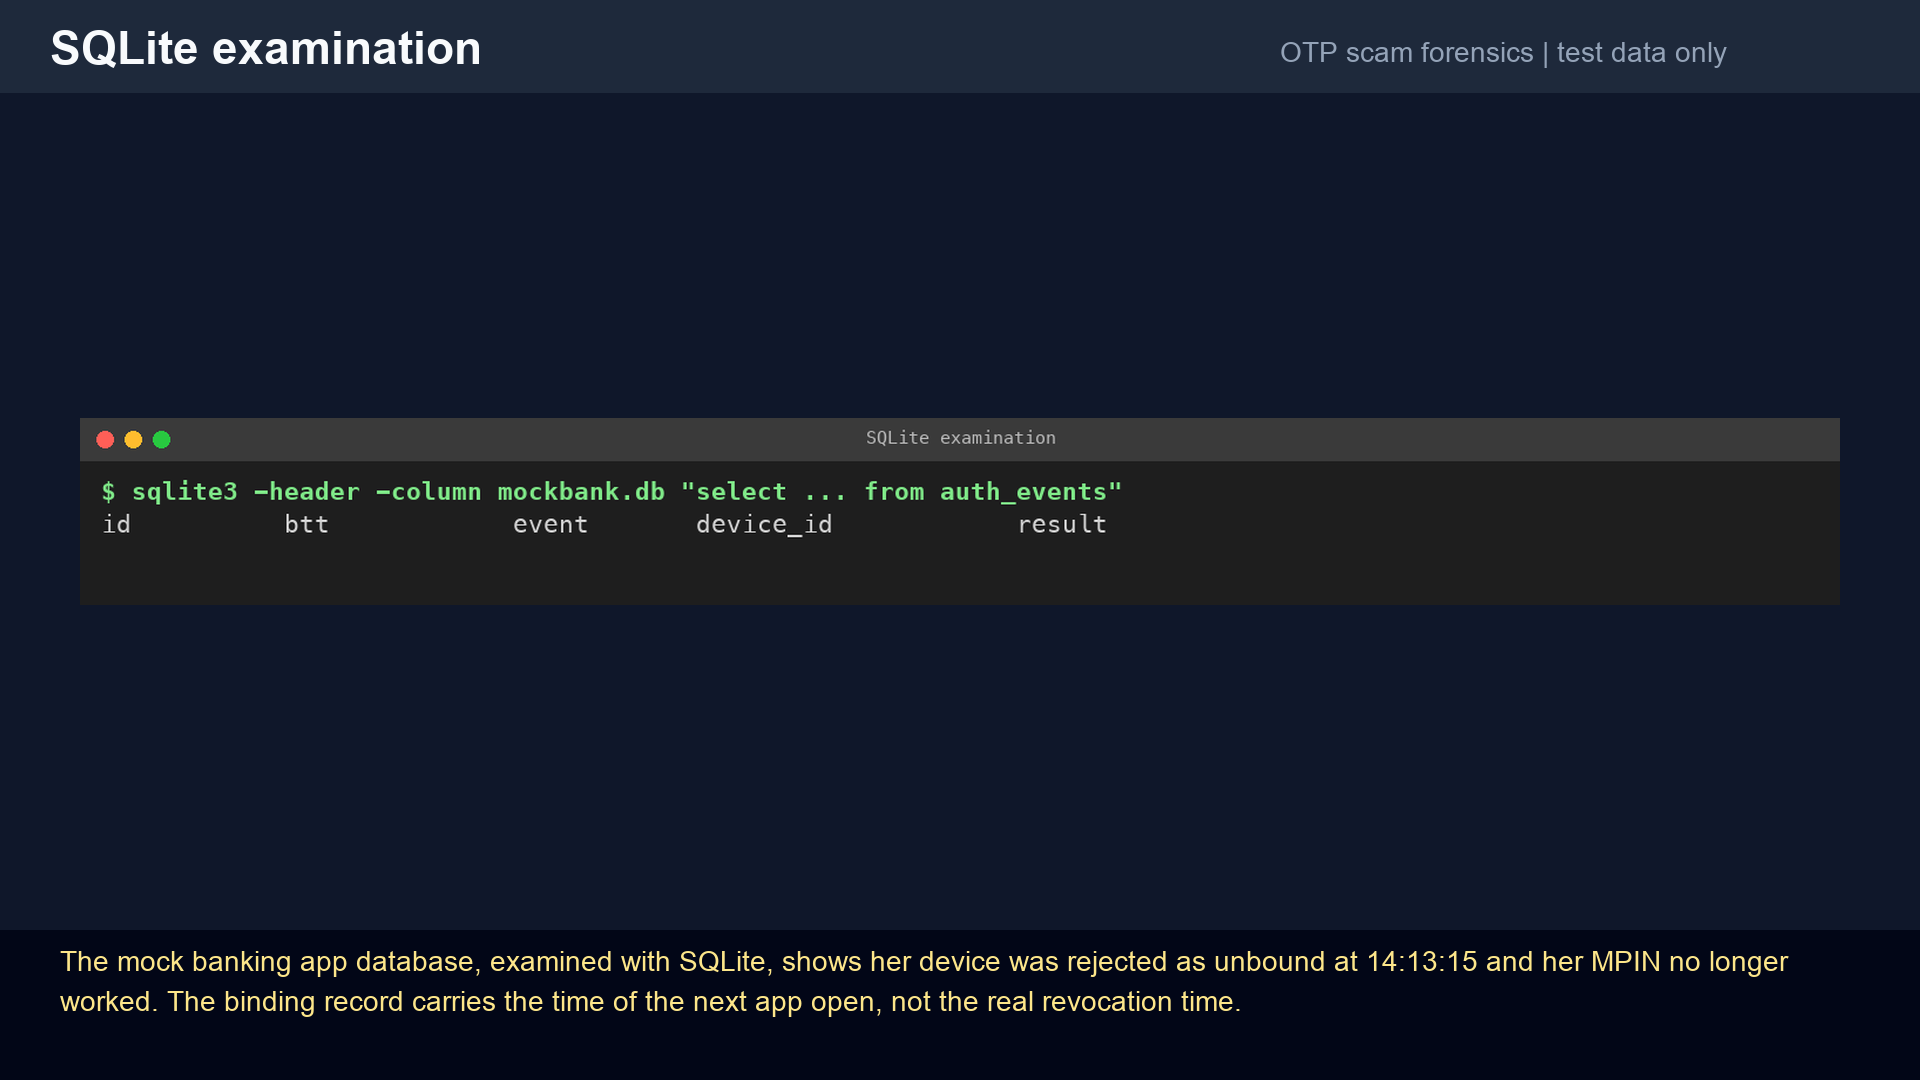 SQLite examination
OTP scam forensics | test data only
SQLite examination
$ sqlite3 -header -column mockbank.db "select ... from auth_events"
id btt event device_id result
The mock banking app database, examined with SQLite, shows her device was rejected as unbound at 14:13:15 and her MPIN no longer
worked. The binding record carries the time of the next app open, not the real revocation time.